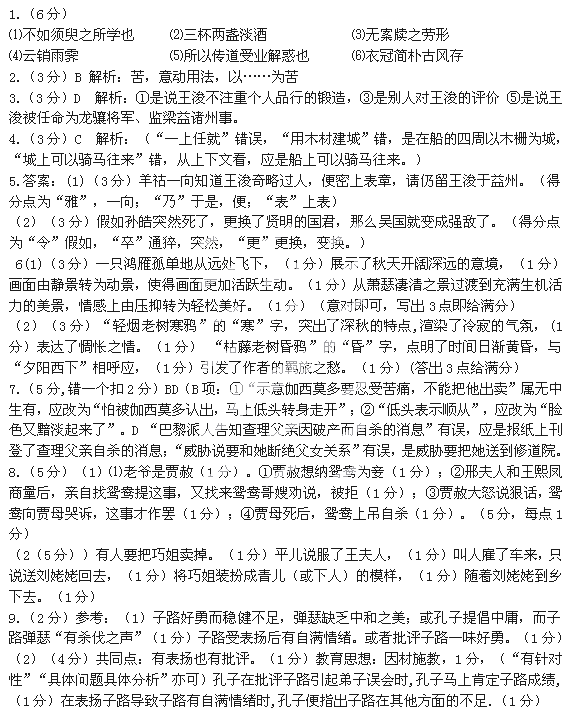 1.（6分）
⑴不如须臾之所学也 ⑵三杯两盏淡酒 ⑶无案牍之劳形
⑷云销雨霁 ⑸所以传道受业解惑也 ⑹衣冠简朴古风存
2.（3分）B 解析：苦，意动用法，以……为苦
3.（3分）D 解析：①是说王浚不注重个人品行的锻造，③是别人对王浚的评价 ⑤是说王
浚被任命为龙骧将军、监梁益诸州事。
4.（3分）C 解析：（“一上任就”错误，“用木材建城”错，是在船的四周以木栅为城，
“城上可以骑马往来”错，从上下文看，应是船上可以骑马往来。）
5.答案：（1)（3分）羊祜一向知道王浚奇略过人，便密上表章，请仍留王浚于益州。（得
分点为“雅”，一向；“乃”于是，便；“表”上表）
（2）（3分）假如孙皓突然死了，更换了贤明的国君，那么吴国就变成强敌了。（得分点
为“令”假如，“卒”通猝，突然，“更”更换，变换。）
6(1)（3分）一只鸿雁孤单地从远处飞下，（1分）展示了秋天开阔深远的意境，（1分）
画面由静景转为动景，使得画面更加活跃生动。（1分）从萧瑟凄清之景过渡到充满生机活
力的美景，情感上由压抑转为轻松美好。（1分）（意对即可，写出3点即给满分）
（2）（3分）“轻烟老树寒鸦”的“寒”字，突出了深秋的特点,渲染了冷寂的气氛，(1
分）表达了惆怅之情。（1分） “枯藤老树昏鸦”的“昏”字，点明了时间日渐黄昏，与
“夕阳西下”相呼应，（1分）引发了作者的羁旅之愁。（1分）（答出3点给满分）
7.（5分,错一个扣2分）BD（B项：①“示意伽西莫多要忍受苦痛，不能把他出卖”属无中
生有，应改为“怕被伽西莫多认出，马上低头转身走开”；②“低头表示顺从”，应改为“脸
色又黯淡起来了”。D “巴黎派人告知查理父亲因破产而自杀的消息”有误，应是报纸上刊
登了查理父亲自杀的消息；“威胁说要和她断绝父女关系”有误，是威胁要把她送到修道院。
8.（5分）（1)⑴老爷是贾赦（1分）。①贾赦想纳鸳鸯为妾（1分）；②邢夫人和王熙凤
商量后，亲自找鸳鸯提这事，又找来鸳鸯哥嫂劝说，被拒（1分）；③贾赦大怒说狠话，鸳
鸯向贾母哭诉，这事才作罢（1分）；④贾母死后，鸳鸯上吊自杀（1分）。（5分，每点1
分）
（2（5分））有人要把巧姐卖掉。（1分）平儿说服了王夫人，（1分）叫人雇了车来，只
说送刘姥姥回去，（1分）将巧姐装扮成青儿（或下人）的模样，（1分）随着刘姥姥到乡
下去。（1分）
9.（2分）参考：（1）子路好勇而稳健不足，弹瑟缺乏中和之美；或孔子提倡中庸，而子
路弹瑟“有杀伐之声”（1分）子路受表扬后有自满情绪。或者批评子路一味好勇。（1分）
（2）（4分）共同点：有表扬也有批评。（1分）教育思想：因材施教，1分，（“有针对
性”“具体问题具体分析”亦可）孔子在批评子路引起弟子误会时,孔子马上肯定子路成绩,
（1分）在表扬子路导致子路有自满情绪时,孔子便指出子路在其他方面的不足.（1分）